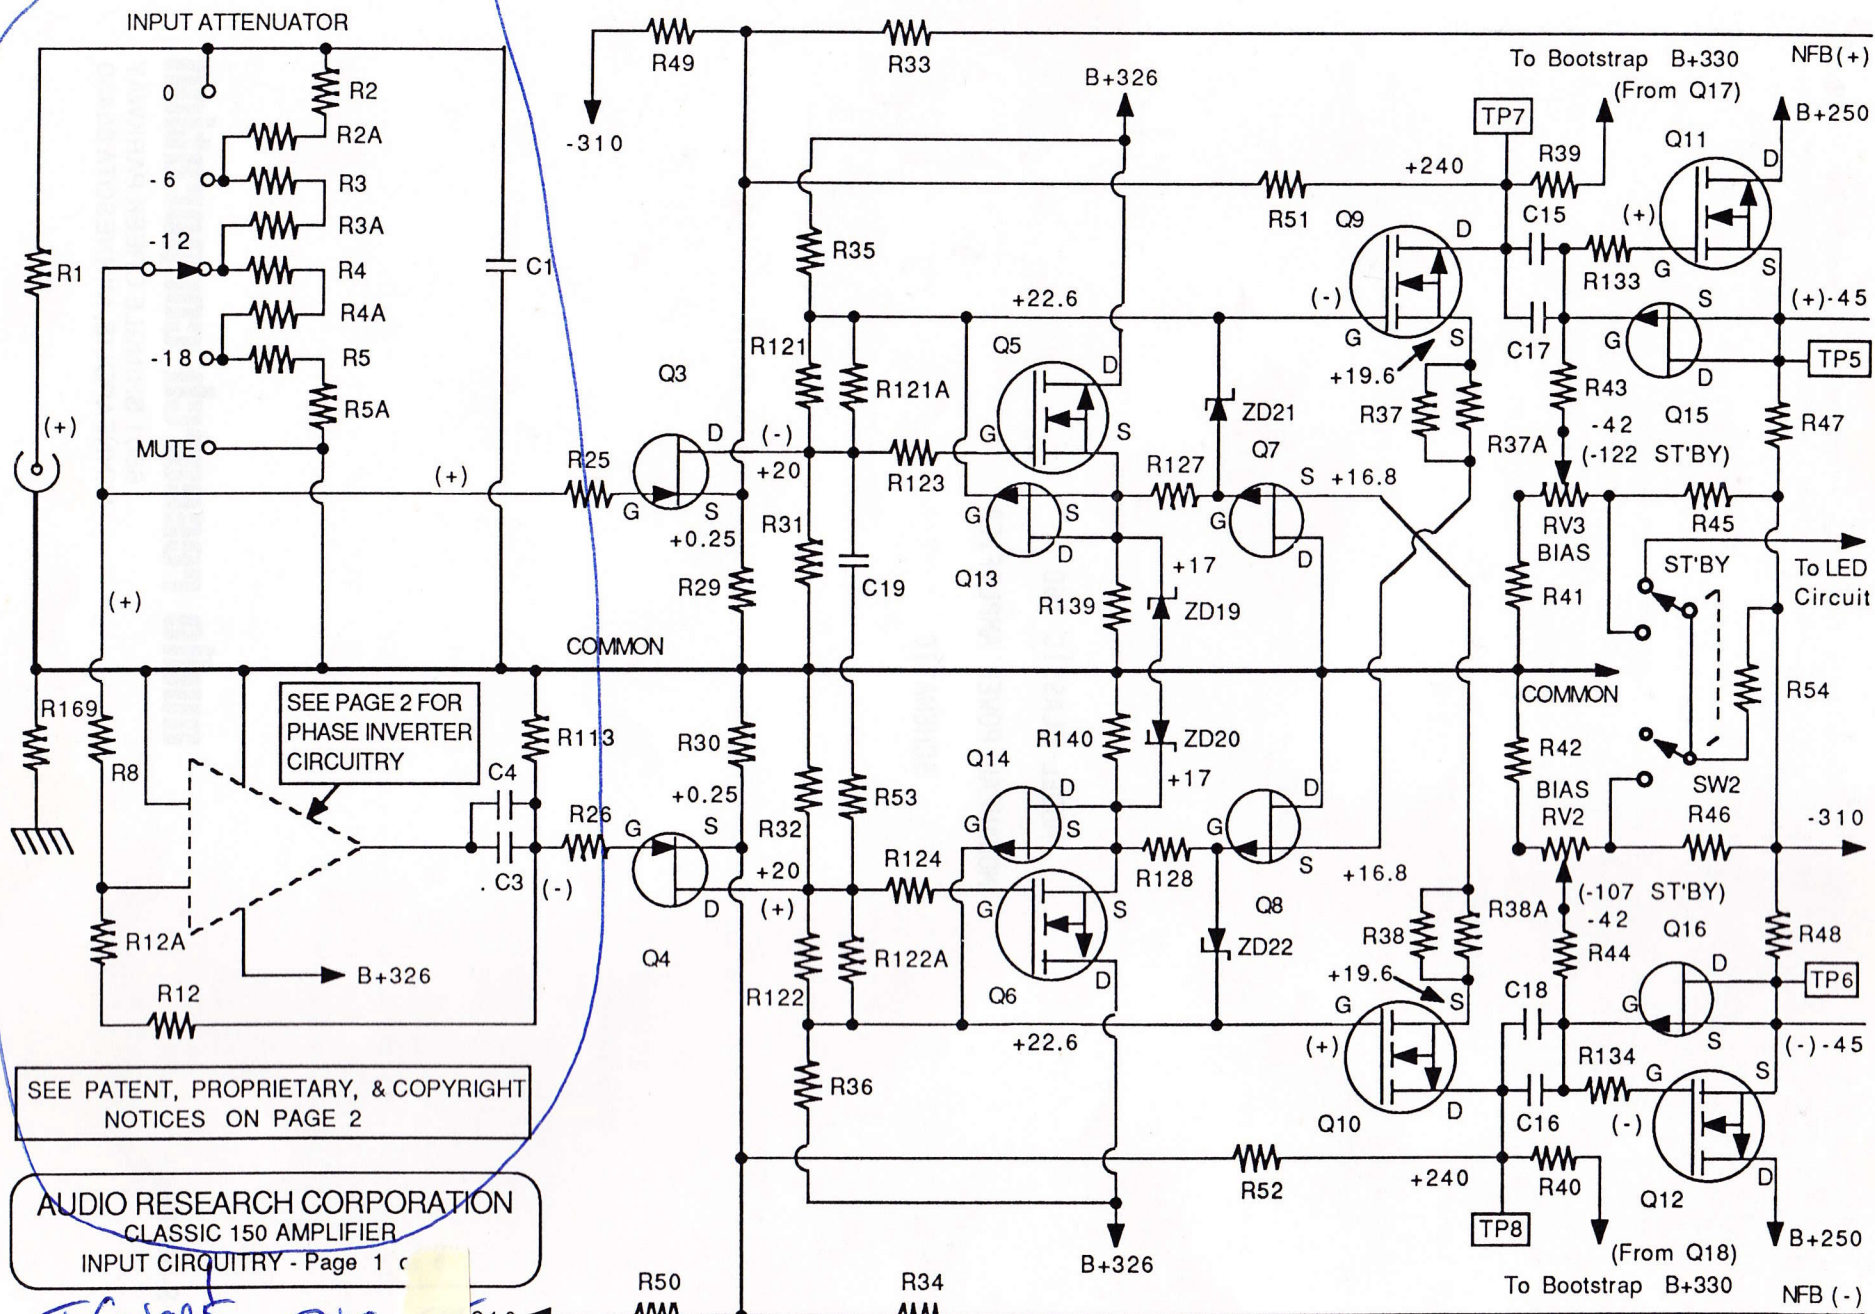 INPUT ATTENUATOR
R49
R33
NFB (+)
To Bootstrap B+330
(From Q17)
B+326
-310
TP7
B+250
Q11
0
R2
R2A
-6
R3
R3A
-12
R4
R4A
-18
R5
R5A
MUTE
R1
C1
(+)
(+)
(+)
R35
R51
+240
R39
Q9
D
C15
(+)
D
G
S
R133
+22.6
(-)
G
S
C17
(+)-45
S
G
D
TP5
Q15
R121
R121A
Q5
D
G
S
+19.6
R37
R37A
R43
-42
(-122 ST'BY)
R47
Q3
D
(-)
+20
G
S
+0.25
R25
R123
ZD21
Q7
R127
S
+16.8
G
D
G
S
D
Q13
+17
RV3
BIAS
R45
ST'BY
To LED
Circuit
R31
R29
C19
R139
ZD19
R41
COMMON
COMMON
R169
R8
SEE PAGE 2 FOR
PHASE INVERTER
CIRCUITRY
R113
C4
C3
(-)
R12A
R12
B+326
R30
+0.25
R26
G
S
D
Q4
+20
(+)
R32
R53
R124
R140
ZD20
+17
Q14
D
G
S
R128
G
D
S
+16.8
Q8
R42
BIAS
RV2
R54
SW2
R46
-310
(-107 ST'BY)
-42
Q16
R44
R48
G
S
D
Q6
R122
R122A
ZD22
R38
R38A
+19.6
S
G
(+)
D
Q10
C18
G
D
S
TP6
(-)-45
+22.6
R36
C16
R134
(-)
G
S
D
Q12
R52
+240
R40
TP8
B+250
B+326
(From Q18)
To Bootstrap B+330
NFB (-)
R50
R34
SEE PATENT, PROPRIETARY, & COPYRIGHT
NOTICES ON PAGE 2
AUDIO RESEARCH CORPORATION
CLASSIC 150 AMPLIFIER
INPUT CIRCUITRY - Page 1